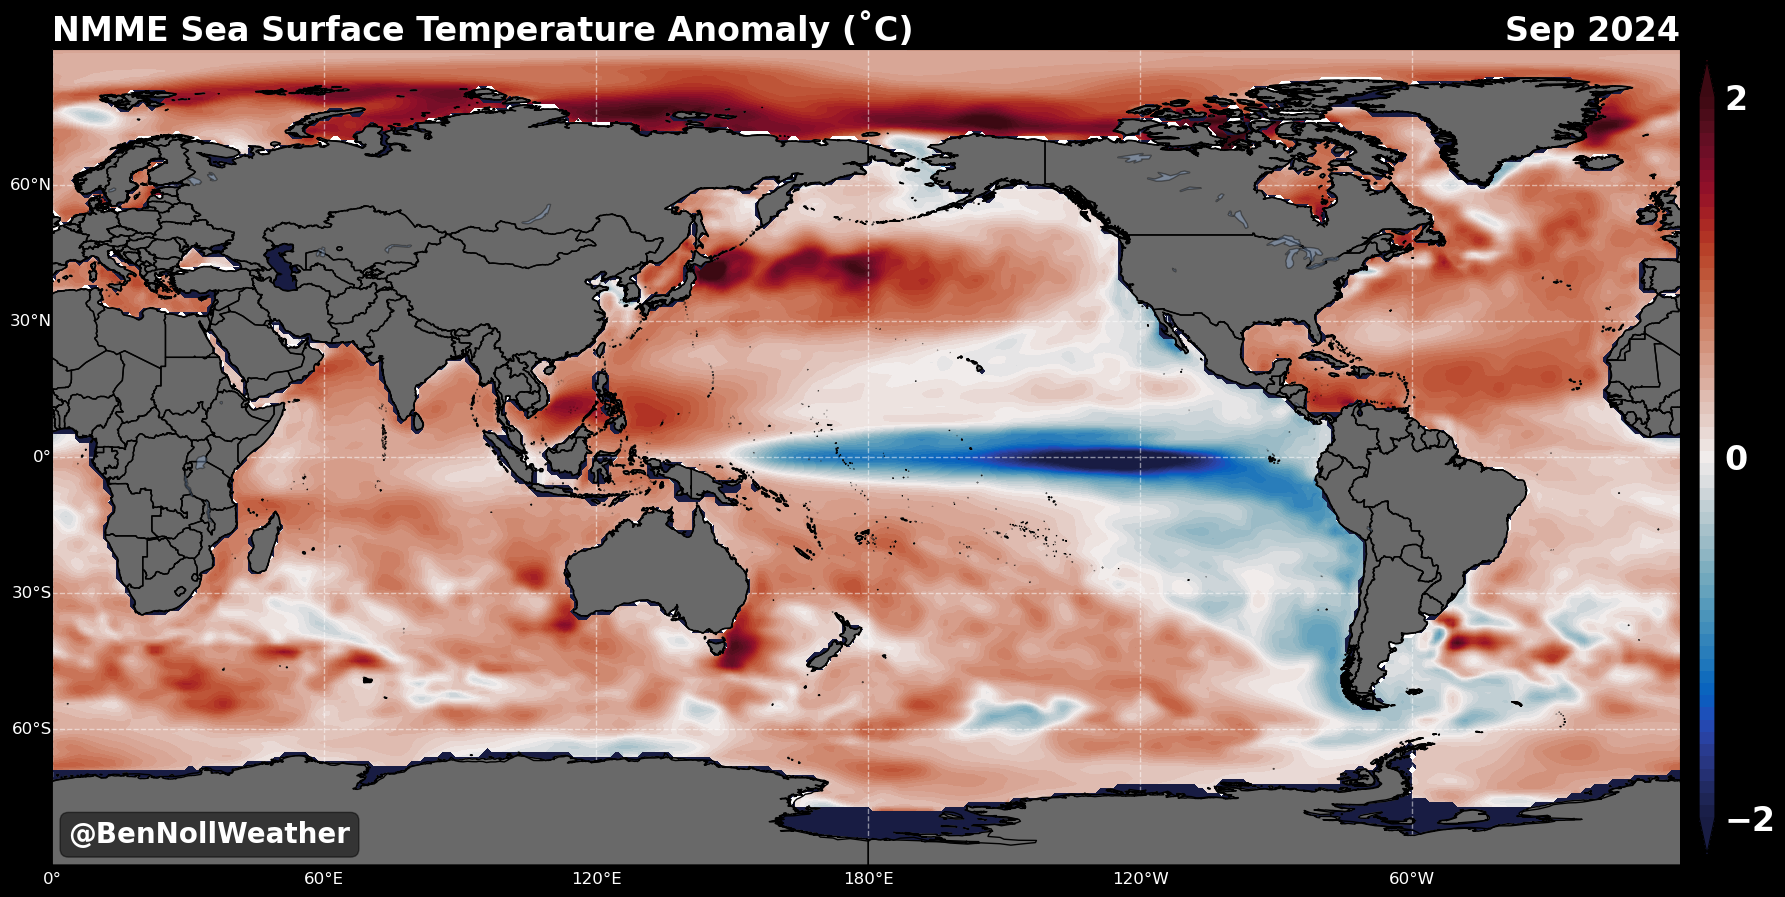 NMME Sea Surface Temperature Anomaly (˚C)
Sep 2024
2
60°N
30°N
0°
0
30°S
60°S
−2
@BenNollWeather
0°
60°E
120°E
180°E
120°W
60°W